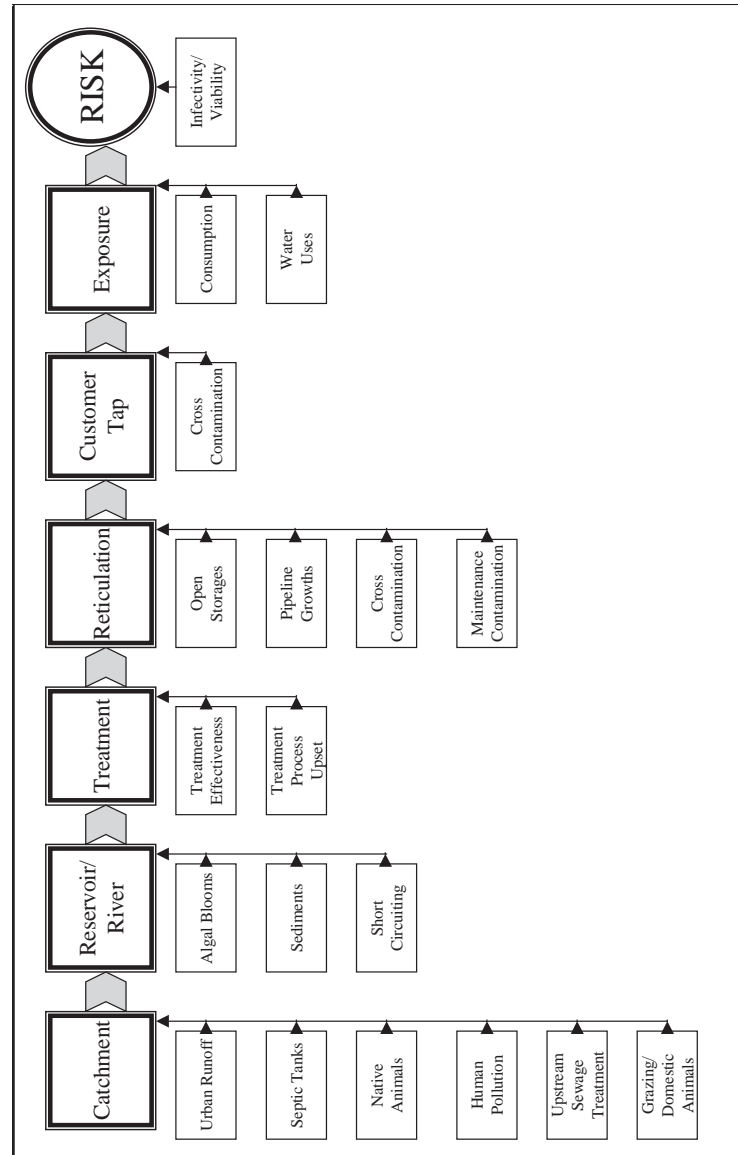 Catchment
Urban Runoff
Septic Tanks
Native
Animals
Human
Pollution
Upstream
Sewage
Treatment
Grazing/
Domestic
Animals
Reservoir/
River
Algal Blooms
Sediments
Short
Circuiting
Treatment
Treatment
Effectiveness
Treatment
Process
Upset
Reticulation
Open
Storages
Pipeline
Growths
Cross
Contamination
Maintenance
Contamination
Customer
Tap
Cross
Contamination
Exposure
Consumption
Water
Uses
RISK
Infectivity/
Viability